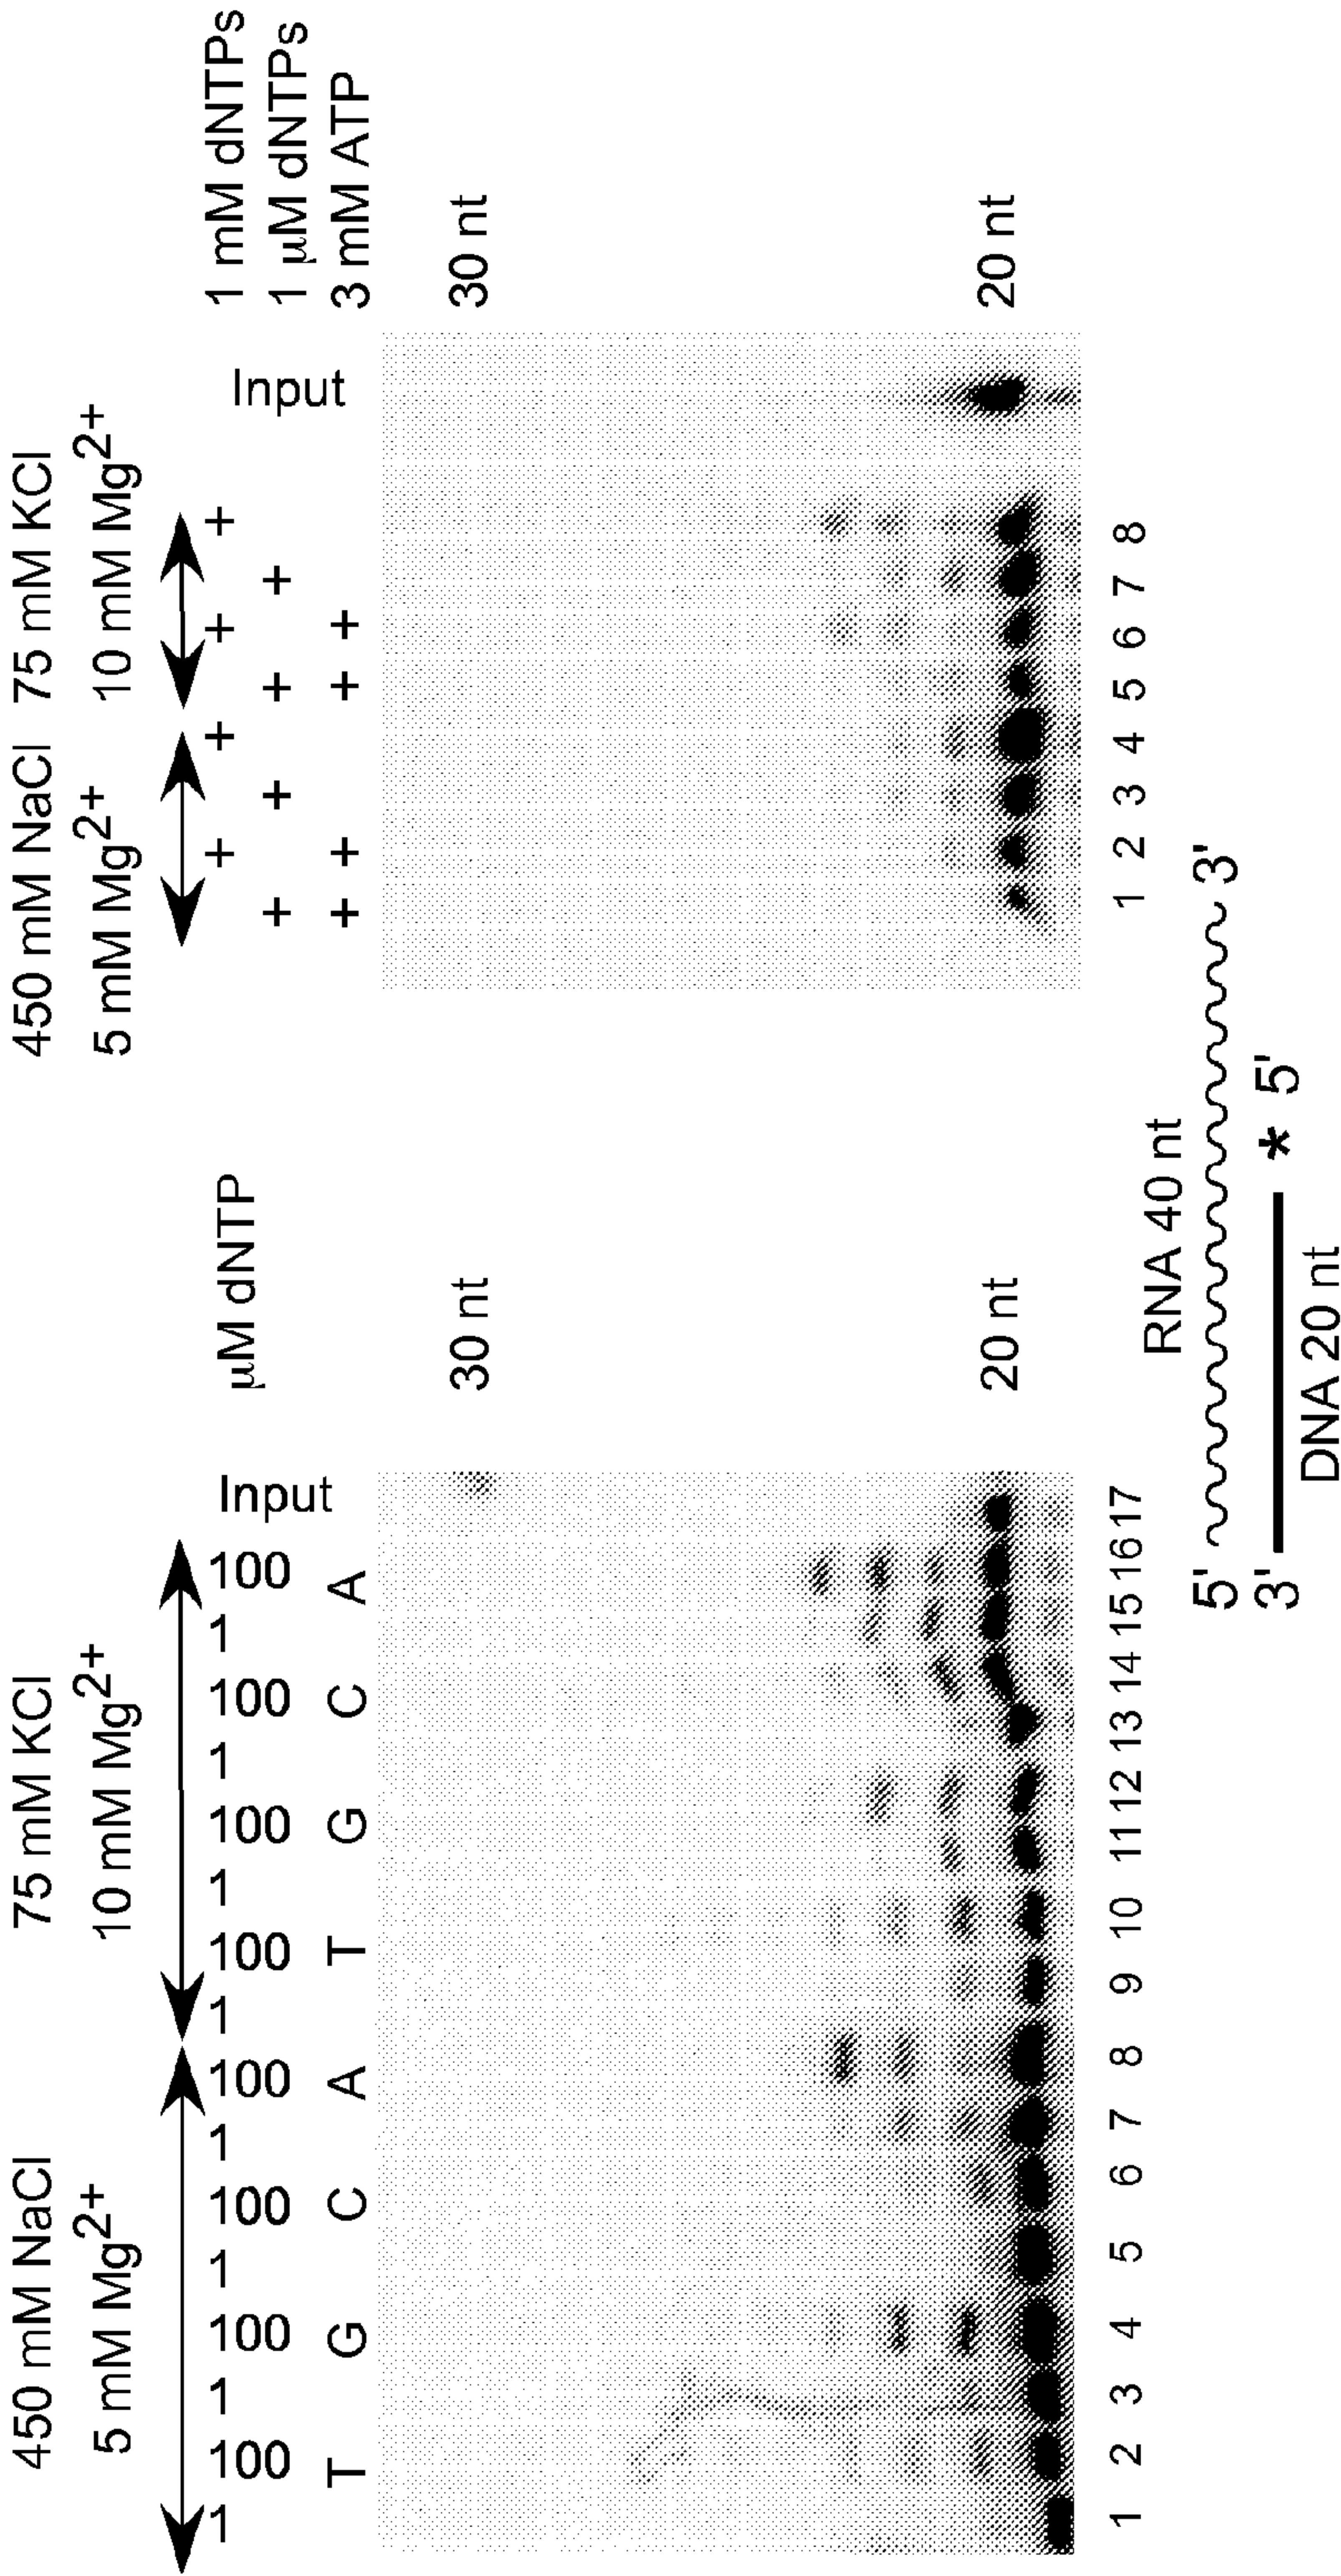 450 mM NaCl 75 mM KCl
5 mM Mg2+ 10 mM Mg2+
1 100 1 100 1 100 1 100 1 100 1 100 1 100 1 100 Input μM dNTP
T G C A T G C A
30 nt
20 nt
1 2 3 4 5 6 7 8 9 10 11 12 13 14 15 16 17
450 mM NaCl 75 mM KCl
5 mM Mg2+ 10 mM Mg2+
+ + + + Input 1 mM dNTPs
+ + + + 1 μM dNTPs
+ + + + 3 mM ATP
30 nt
20 nt
1 2 3 4 5 6 7 8
RNA 40 nt
5' 3'
3' * 5'
DNA 20 nt